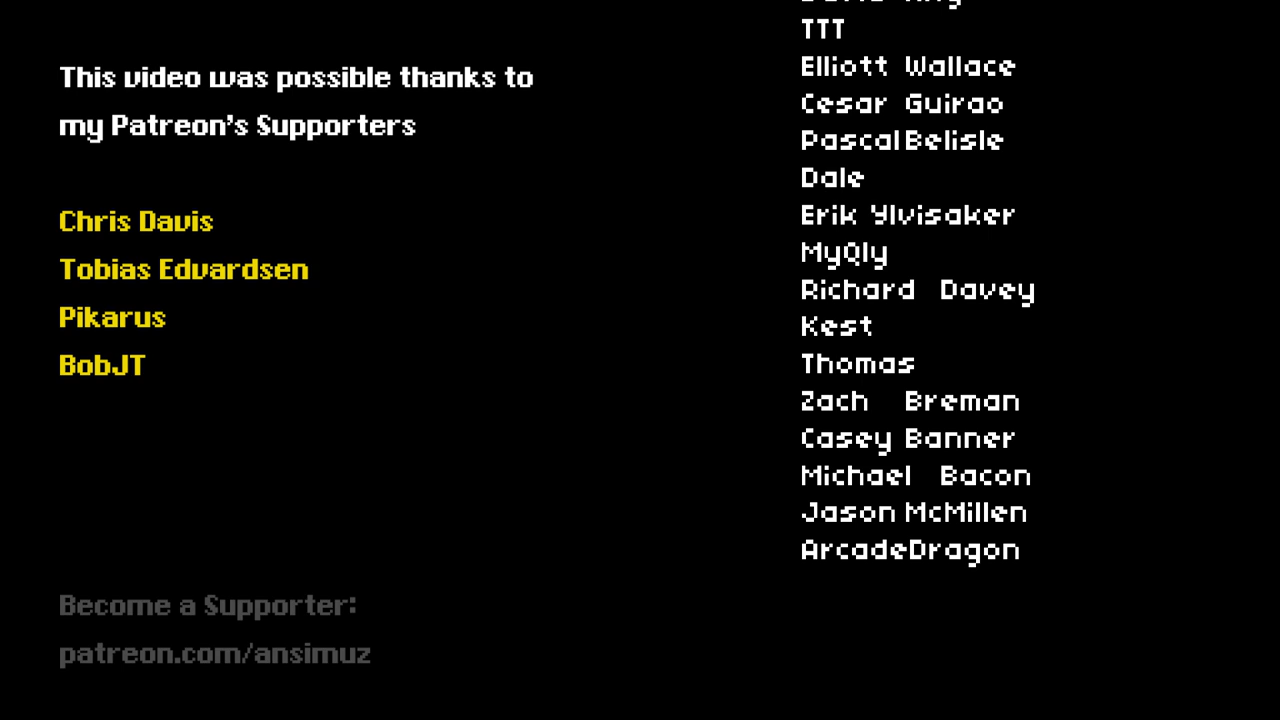 This video was possible thanks to
my Patreon's Supporters
Chris Davis
Tobias Edvardsen
Pikarus
BobJT
Become a Supporter:
patreon.com/ansimuz
TTT
Elliott Wallace
Cesar Guirao
Pascal Belisle
Dale
Erik Ylvisaker
MyQly
Richard Davey
Kest
Thomas
Zach Breman
Casey Banner
Michael Bacon
Jason McMillen
ArcadeDragon